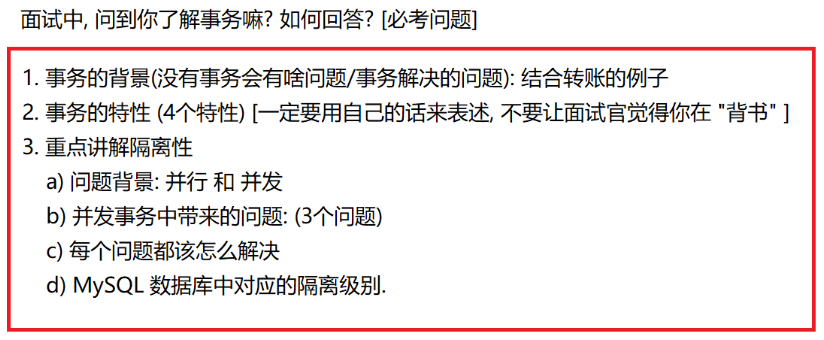 面试中, 问到你了解事务嘛? 如何回答? [必考问题]
1. 事务的背景(没有事务会有啥问题/事务解决的问题): 结合转账的例子
2. 事务的特性 (4个特性) [一定要用自己的话来表述, 不要让面试官觉得你在 "背书" ]
3. 重点讲解隔离性
a) 问题背景: 并行 和 并发
b) 并发事务中带来的问题: (3个问题)
c) 每个问题都该怎么解决
d) MySQL 数据库中对应的隔离级别.